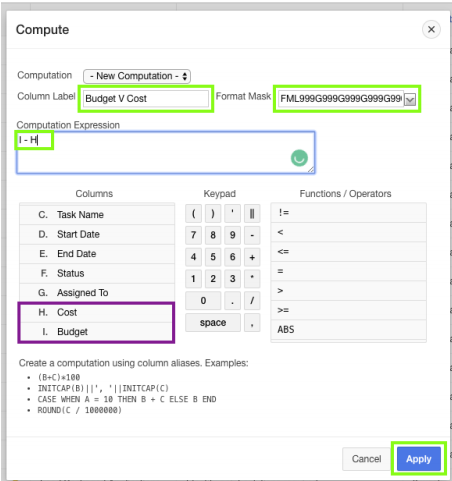 Compute
Computation - New Computation -
Column Label Budget V Cost Format Mask FML999G999G999G999G99
Computation Expression
I - H
Columns Keypad Functions / Operators
C. Task Name
D. Start Date
E. End Date
F. Status
G. Assigned To
H. Cost
I. Budget
( ) ' ||
7 8 9 -
4 5 6 +
1 2 3 *
0 . /
space ,
!=
<
<=
=
>
>=
ABS
Create a computation using column aliases. Examples:
• (B+C)*100
• INITCAP(B)||', '||INITCAP(C)
• CASE WHEN A = 10 THEN B + C ELSE B END
• ROUND(C / 1000000)
Cancel Apply